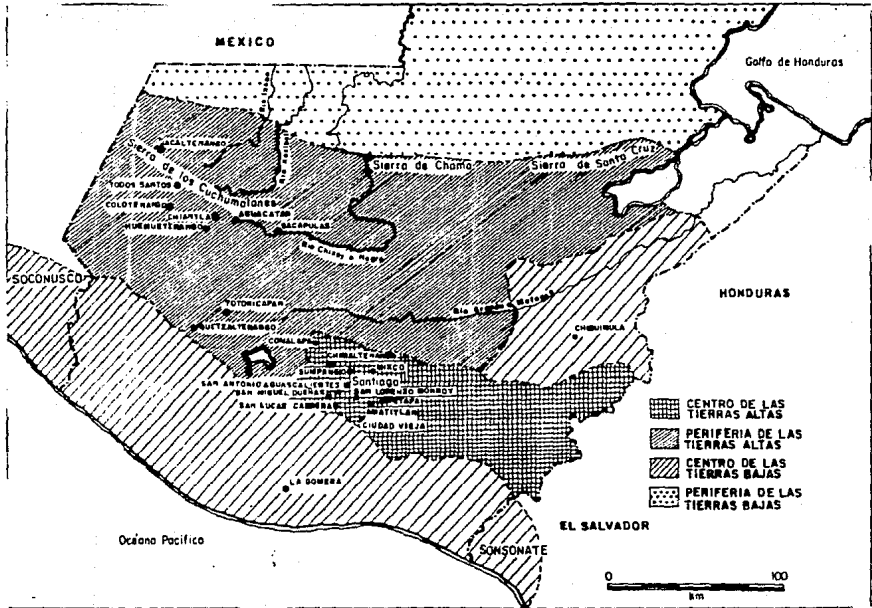 MEXICO
Golfo de Honduras
Sierra de los Cuchumatanes
Sierra de Chama
Sierra de Santa Cruz
TODOS SANTOS
COLOTENANGO
CHIANTLA
AGUACATAN
HUEHUETENANGO
SACAPULAS
Rio Chixoy o Negro
SOCONUSCO
HONDURAS
TOTONICAPAN
Rio Grande o Motagua
QUETZALTENANGO
CHIQUIMULA
COMALAPA
CHIMALTENANGO
SUMPANGO
MIXCO
Santiago
SAN ANTONIO AGUASCALIENTES
SAN MIGUEL DUEÑAS
SAN LORENZO MONROY
AMATITLAN
CIUDAD VIEJA
CENTRO DE LAS
TIERRAS ALTAS
PERIFERIA DE LAS
TIERRAS ALTAS
CENTRO DE LAS
TIERRAS BAJAS
PERIFERIA DE LAS
TIERRAS BAJAS
LA GOMERA
EL SALVADOR
Océano Pacífico
SONSONATE
0 100
km